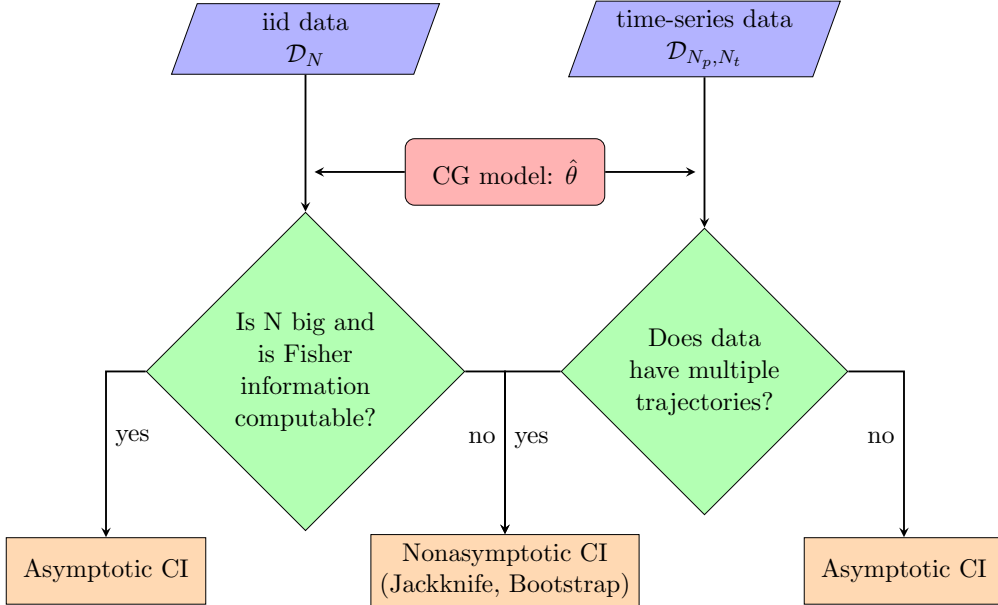 iid data
𝒟_N
time-series data
𝒟_{N_p,N_t}
CG model: θ̂
Is N big and
is Fisher
information
computable?
Does data
have multiple
trajectories?
yes
no
yes
no
Asymptotic CI
Nonasymptotic CI
(Jackknife, Bootstrap)
Asymptotic CI